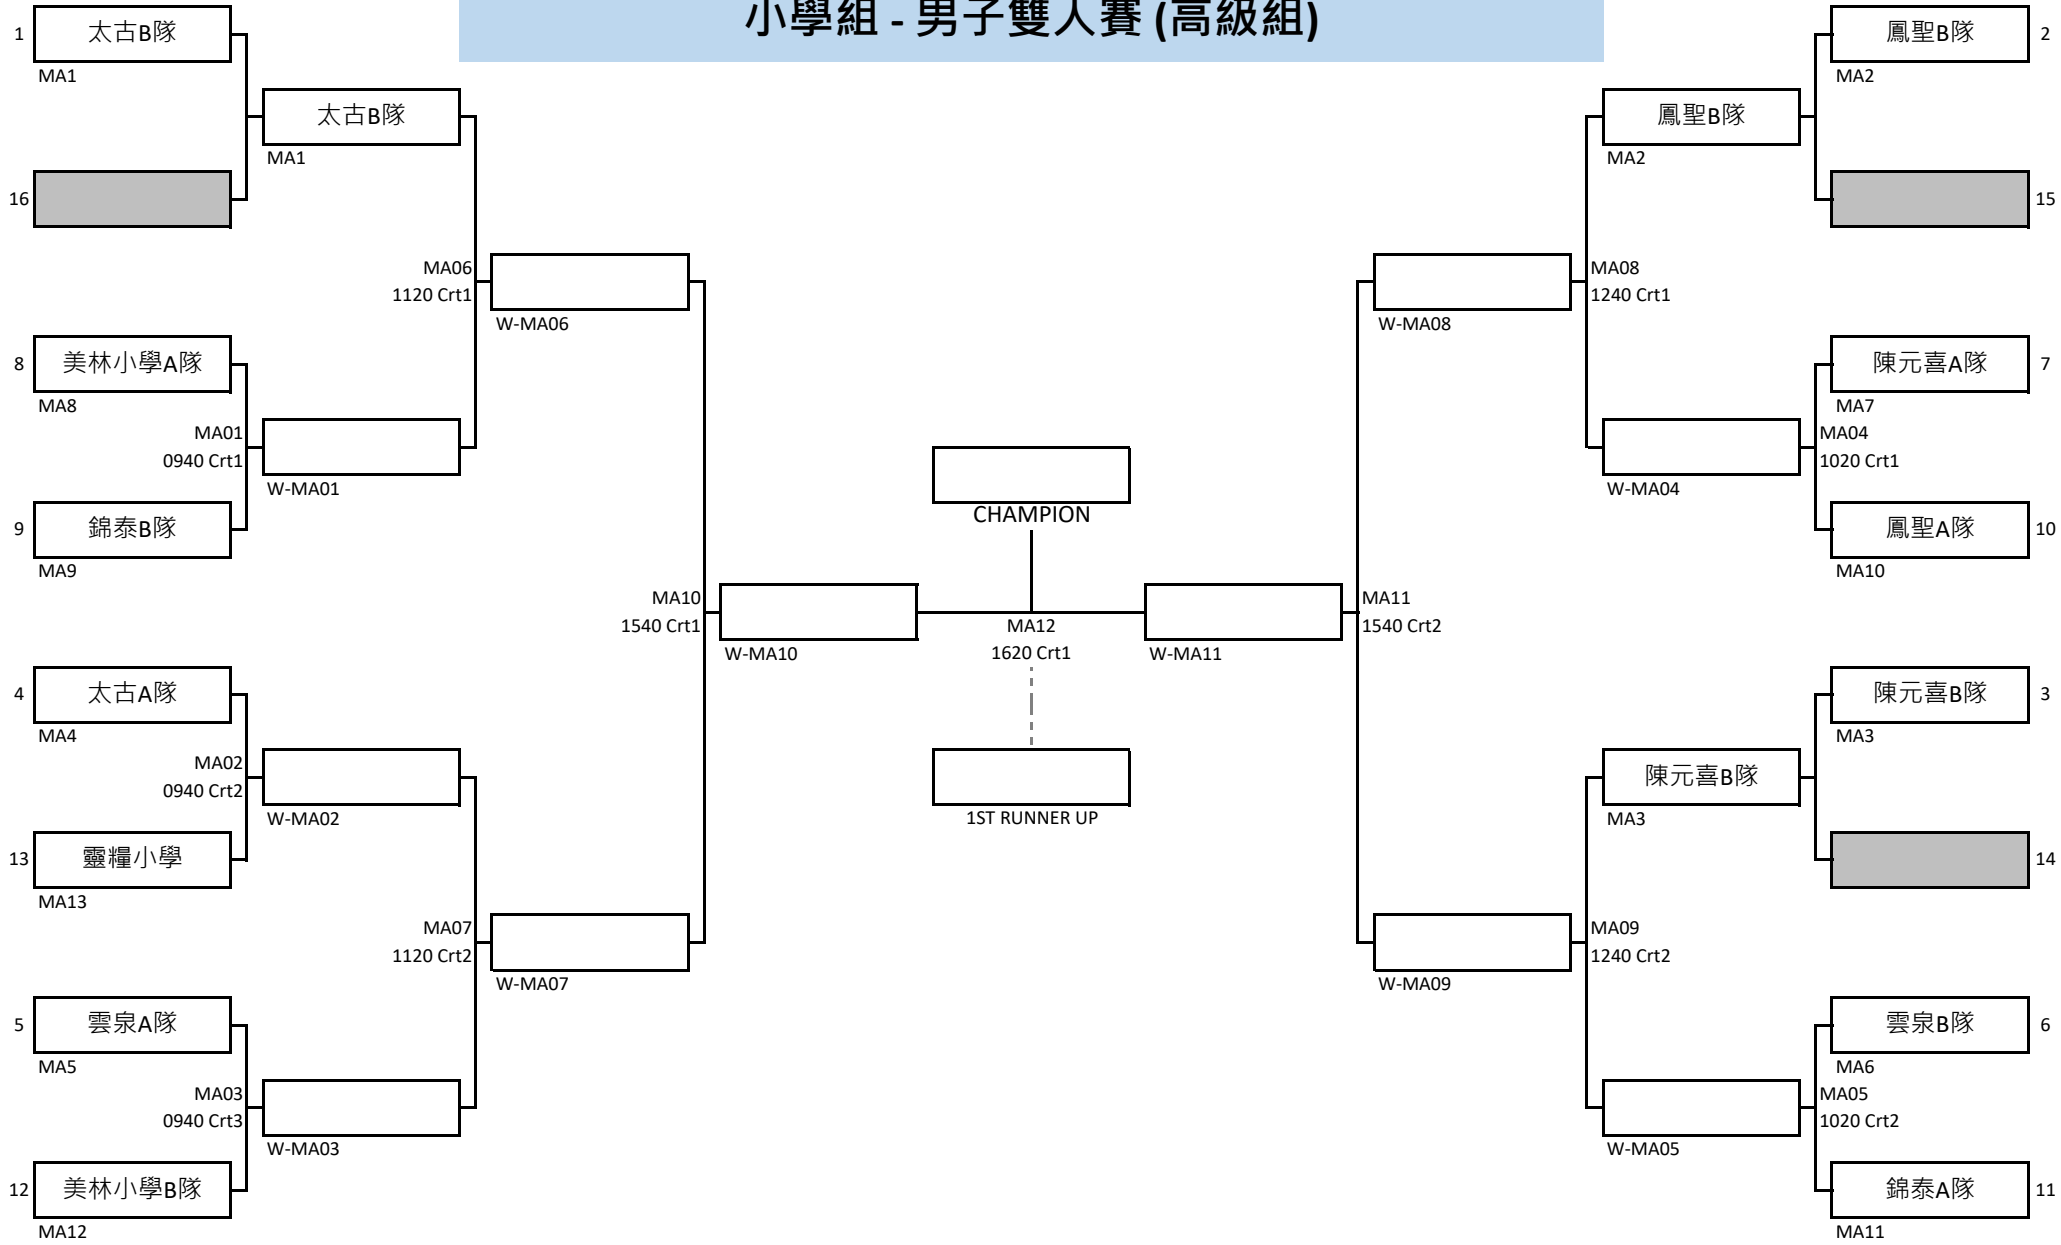 小學組 - 男子雙人賽 (高級組)
1
太古B隊
MA1
太古B隊
MA1
16
MA06
1120 Crt1
W-MA06
8
美林小學A隊
MA8
MA01
0940 Crt1
W-MA01
9
錦泰B隊
MA9
MA10
1540 Crt1
W-MA10
4
太古A隊
MA4
MA02
0940 Crt2
W-MA02
13
靈糧小學
MA13
MA07
1120 Crt2
W-MA07
5
雲泉A隊
MA5
MA03
0940 Crt3
W-MA03
12
美林小學B隊
MA12
CHAMPION
MA12
1620 Crt1
1ST RUNNER UP
鳳聖B隊
2
MA2
鳳聖B隊
MA2
15
MA08
1240 Crt1
W-MA08
陳元喜A隊
7
MA7
MA04
1020 Crt1
W-MA04
鳳聖A隊
10
MA10
MA11
1540 Crt2
W-MA11
陳元喜B隊
3
MA3
陳元喜B隊
MA3
14
MA09
1240 Crt2
W-MA09
雲泉B隊
6
MA6
MA05
1020 Crt2
W-MA05
錦泰A隊
11
MA11